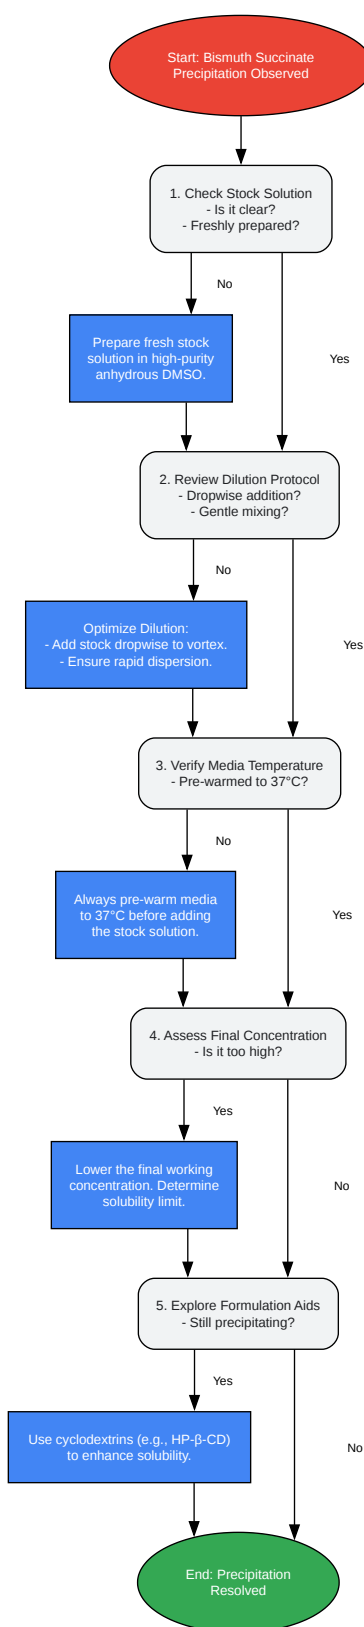 Start: Bismuth Succinate
Precipitation Observed
1. Check Stock Solution
- Is it clear?
- Freshly prepared?
No
Yes
Prepare fresh stock
solution in high-purity
anhydrous DMSO.
2. Review Dilution Protocol
- Dropwise addition?
- Gentle mixing?
No
Yes
Optimize Dilution:
- Add stock dropwise to vortex.
- Ensure rapid dispersion.
3. Verify Media Temperature
- Pre-warmed to 37°C?
No
Yes
Always pre-warm media
to 37°C before adding
the stock solution.
4. Assess Final Concentration
- Is it too high?
Yes
No
Lower the final working
concentration. Determine
solubility limit.
5. Explore Formulation Aids
- Still precipitating?
Yes
No
Use cyclodextrins (e.g., HP-β-CD)
to enhance solubility.
End: Precipitation
Resolved